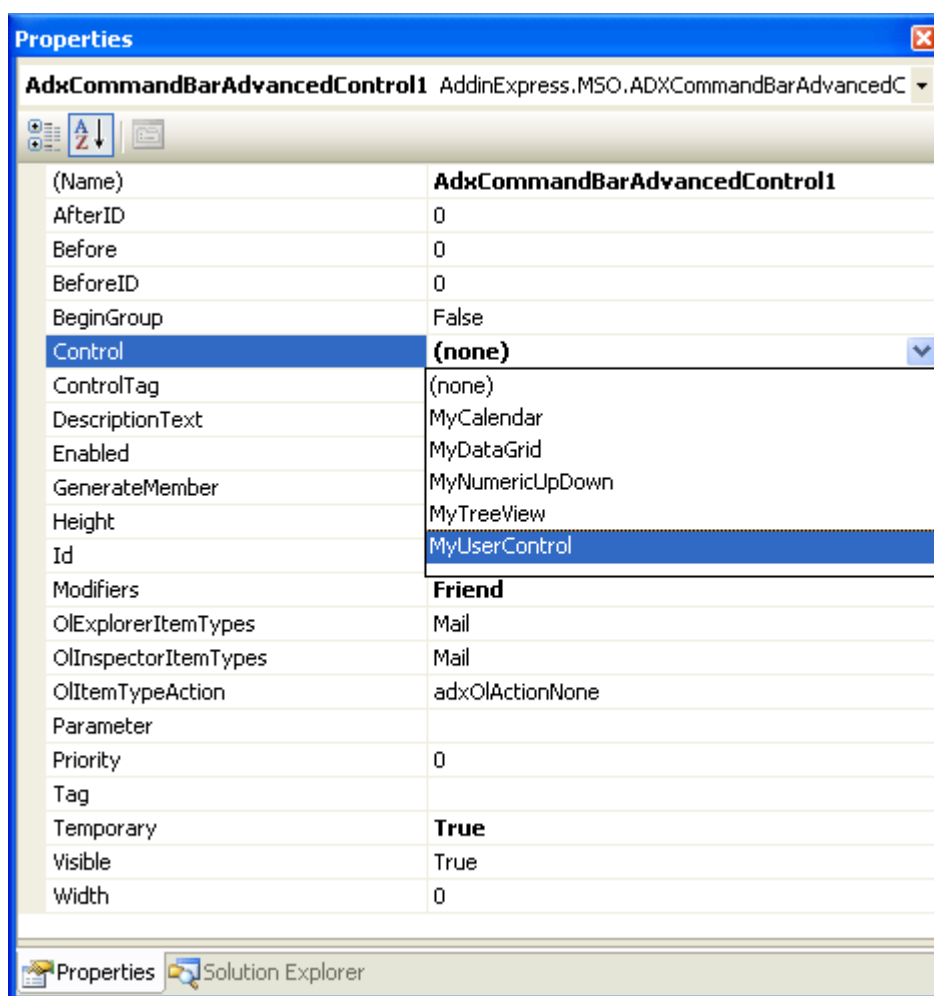 Properties
AdxCommandBarAdvancedControl1 AddinExpress.MSO.ADXCommandBarAdvancedC
A
Z
(Name) AdxCommandBarAdvancedControl1
AfterID 0
Before 0
BeforeID 0
BeginGroup False
Control (none)
ControlTag (none)
DescriptionText MyCalendar
Enabled MyDataGrid
GenerateMember MyNumericUpDown
Height MyTreeView
Id MyUserControl
Modifiers Friend
OlExplorerItemTypes Mail
OlInspectorItemTypes Mail
OlItemTypeAction adxOlActionNone
Parameter
Priority 0
Tag
Temporary True
Visible True
Width 0
Properties Solution Explorer